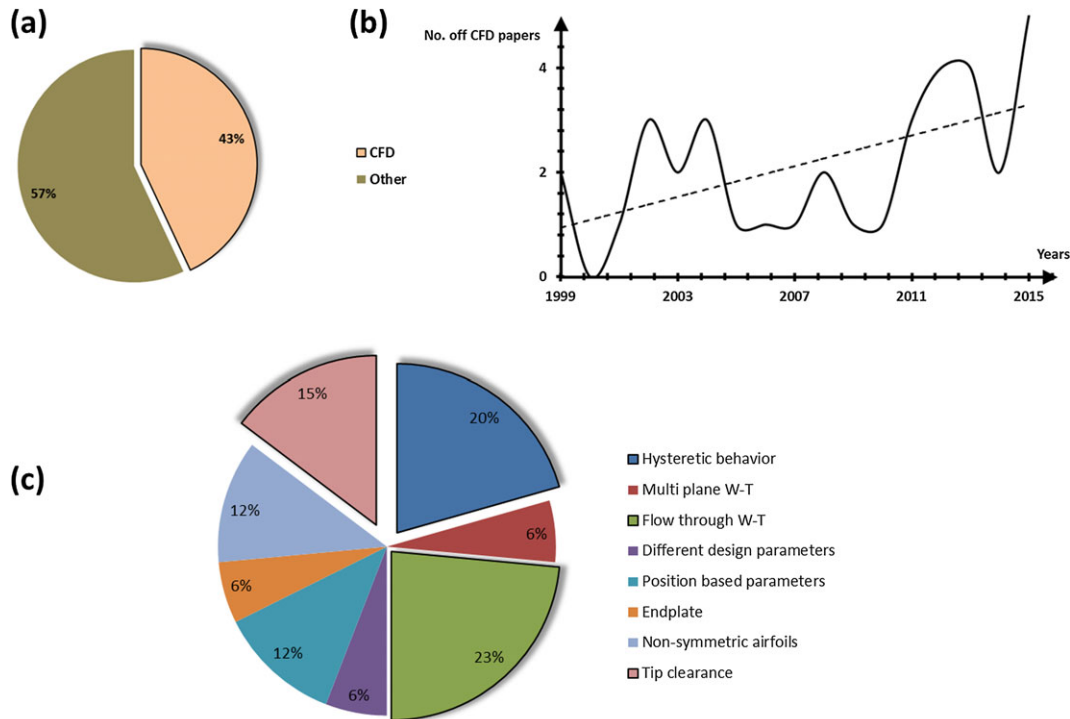 (a)
43%
57%
CFD
Other
(b)
No. off CFD papers
4
2
0
Years
1999 2003 2007 2011 2015
(c)
15%
20%
12%
6%
6%
12%
6%
23%
Hysteretic behavior
Multi plane W-T
Flow through W-T
Different design parameters
Position based parameters
Endplate
Non-symmetric airfoils
Tip clearance